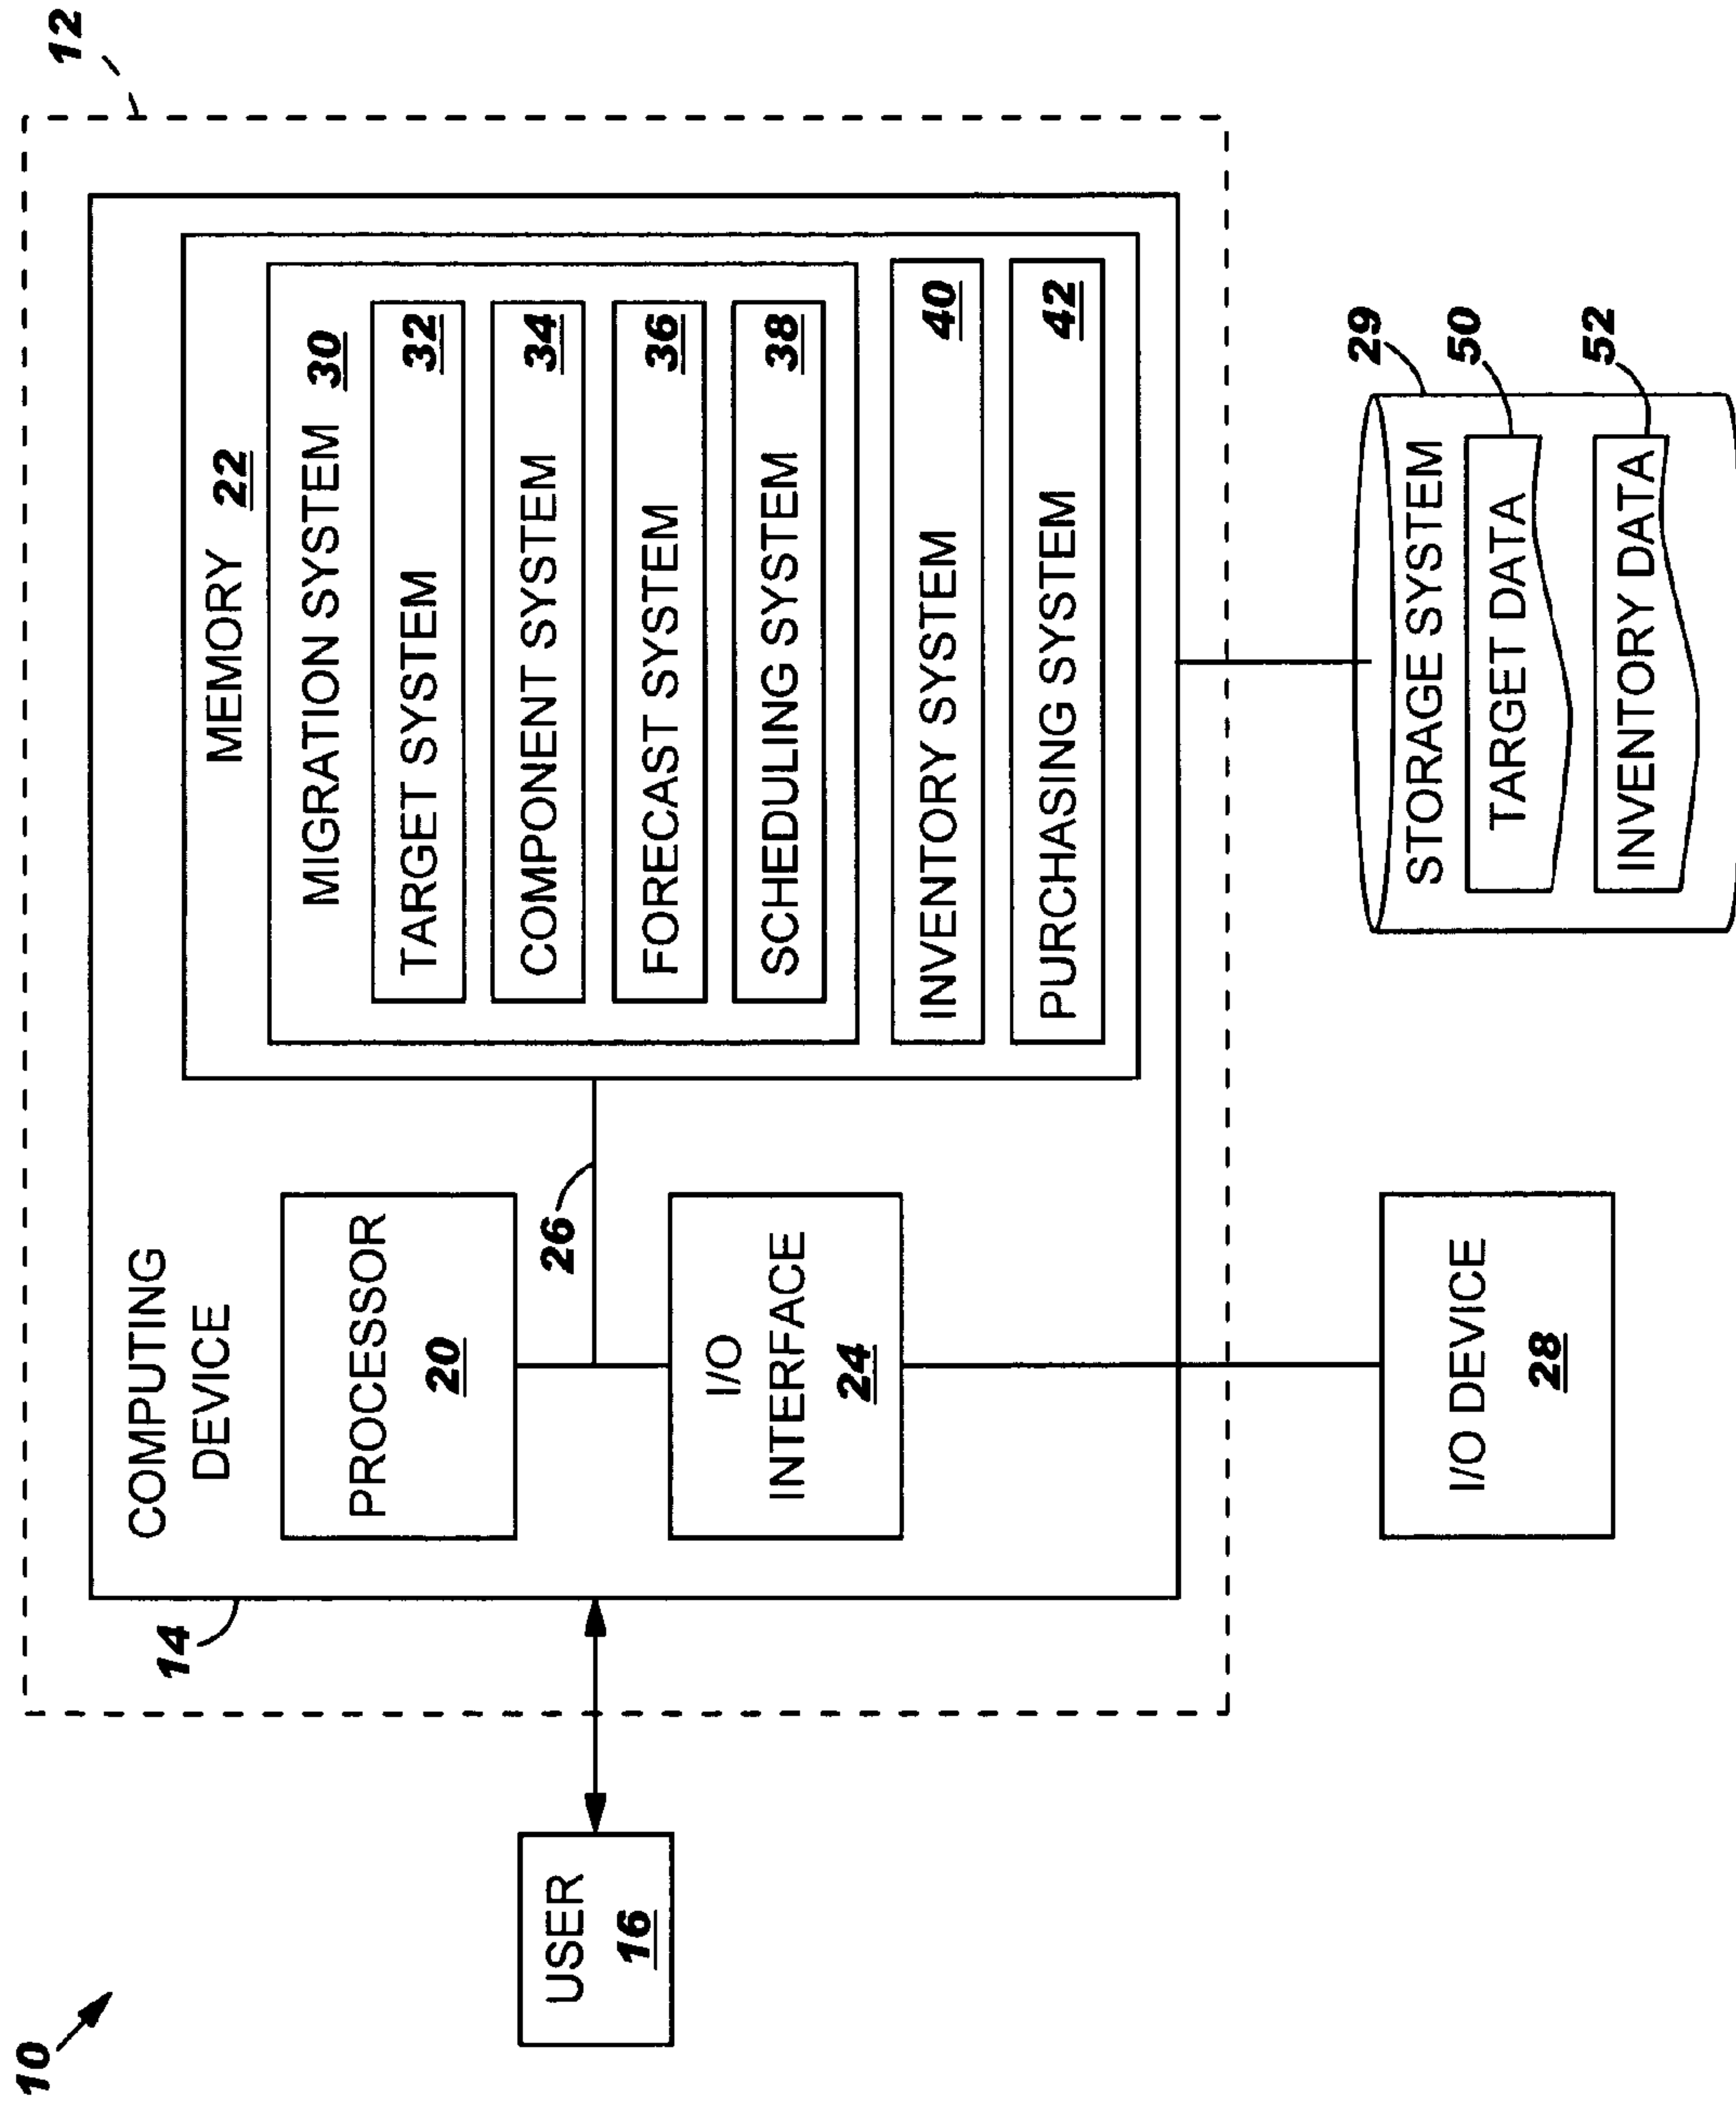 10
12
14
COMPUTING
DEVICE
MEMORY 22
PROCESSOR
20
MIGRATION SYSTEM 30
TARGET SYSTEM 32
COMPONENT SYSTEM 34
FORECAST SYSTEM 36
SCHEDULING SYSTEM 38
26
USER
16
I/O
INTERFACE
24
INVENTORY SYSTEM 40
PURCHASING SYSTEM 42
I/O DEVICE
28
29
STORAGE SYSTEM
TARGET DATA
50
INVENTORY DATA
52